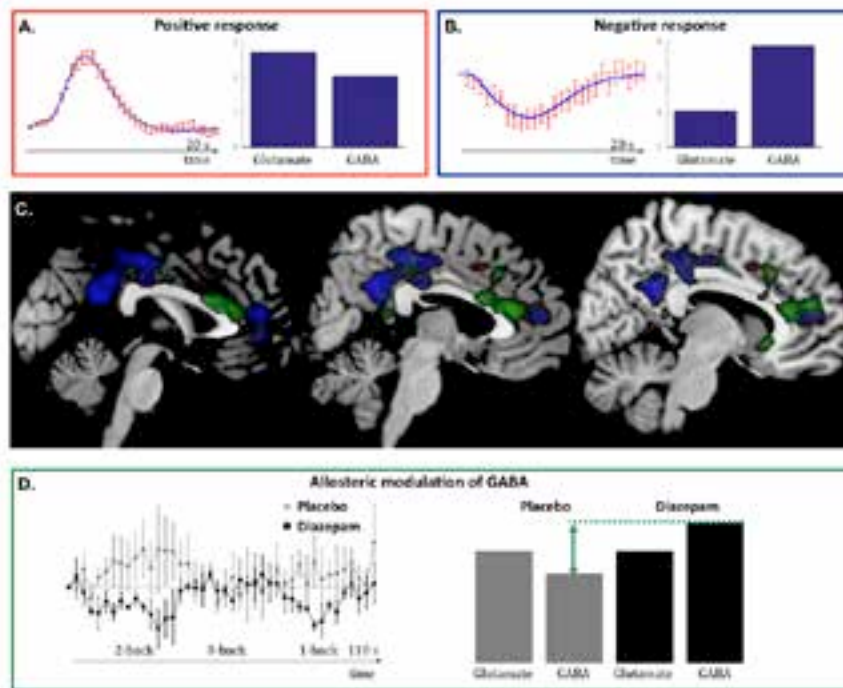 A.
Positive response
20 s
time
Glutamate
GABA
B.
Negative response
20 s
time
Glutamate
GABA
C.
D.
Allosteric modulation of GABA
Placebo
Diazepam
2-back
0-back
1-back
110 s
time
Placebo
Diazepam
Glutamate
GABA
Glutamate
GABA